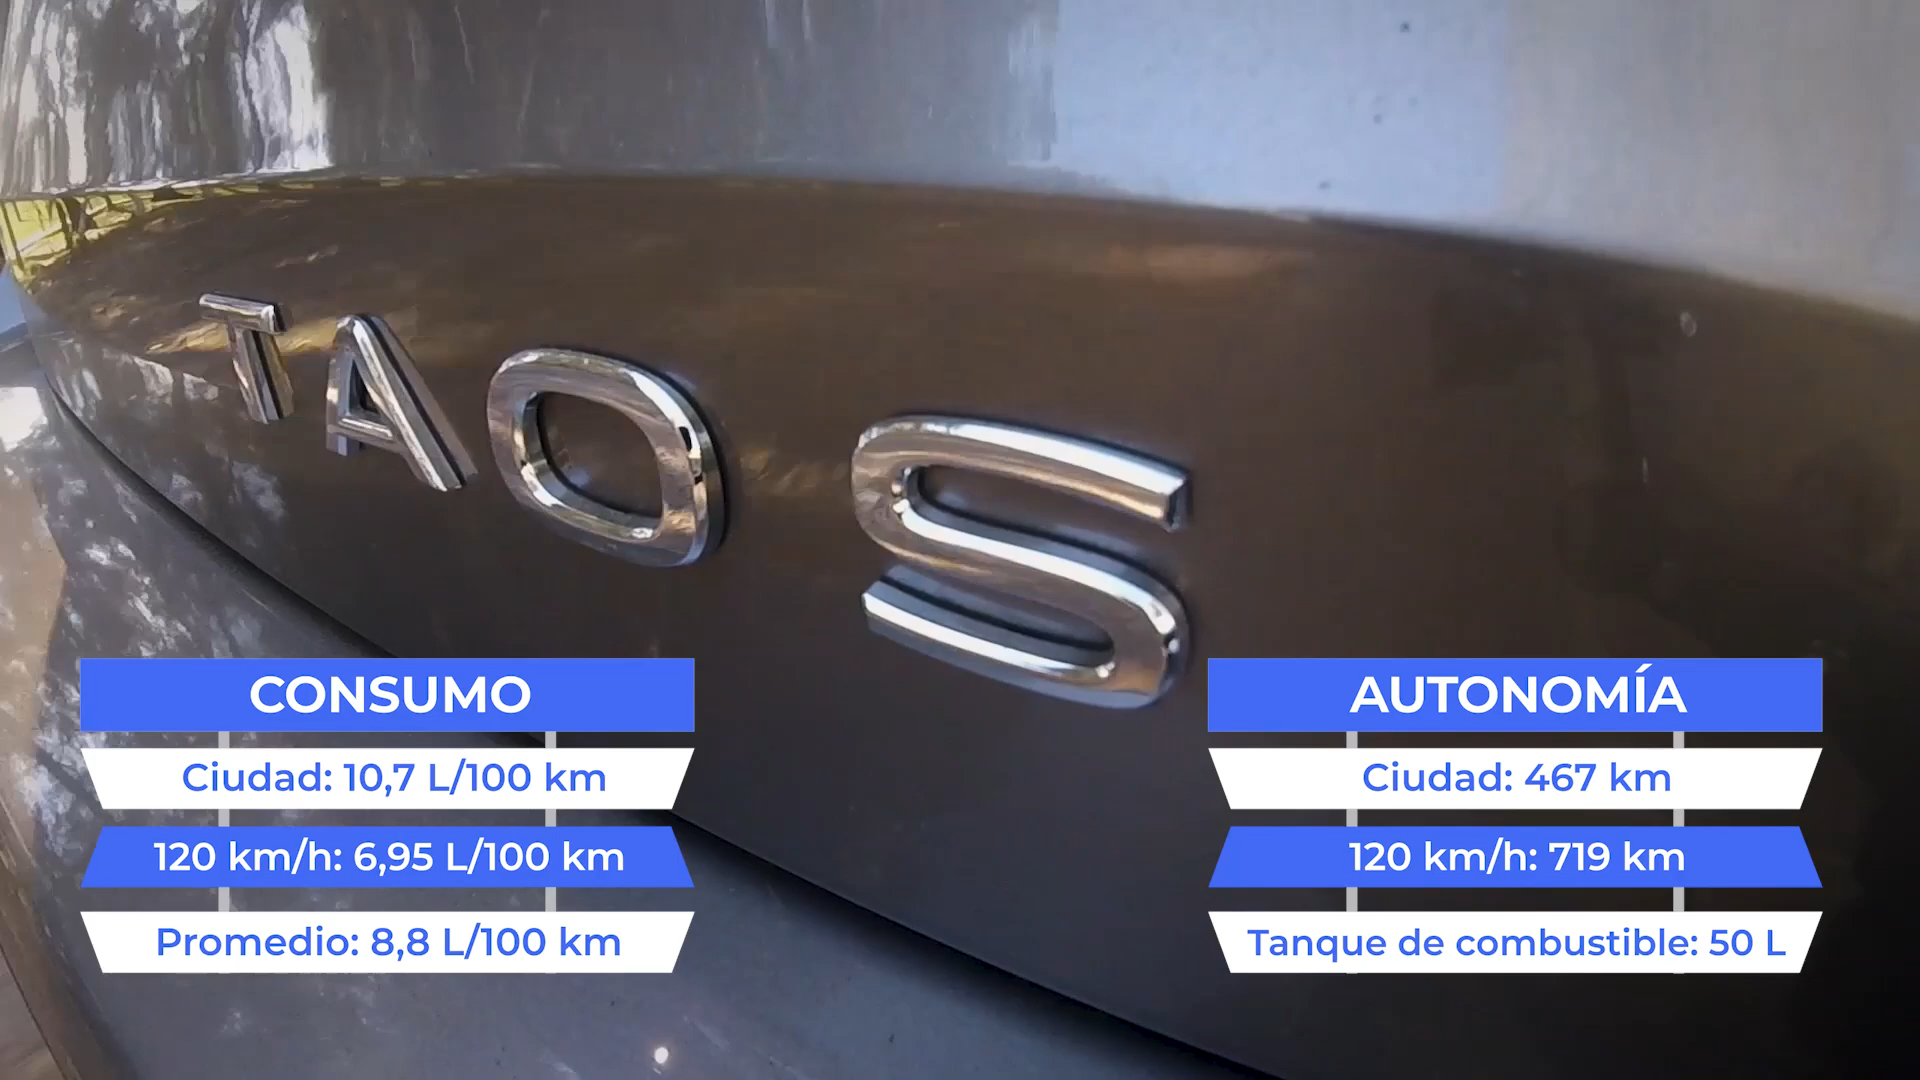 TAOS
CONSUMO
Ciudad: 10,7 L/100 km
120 km/h: 6,95 L/100 km
Promedio: 8,8 L/100 km
AUTONOMÍA
Ciudad: 467 km
120 km/h: 719 km
Tanque de combustible: 50 L